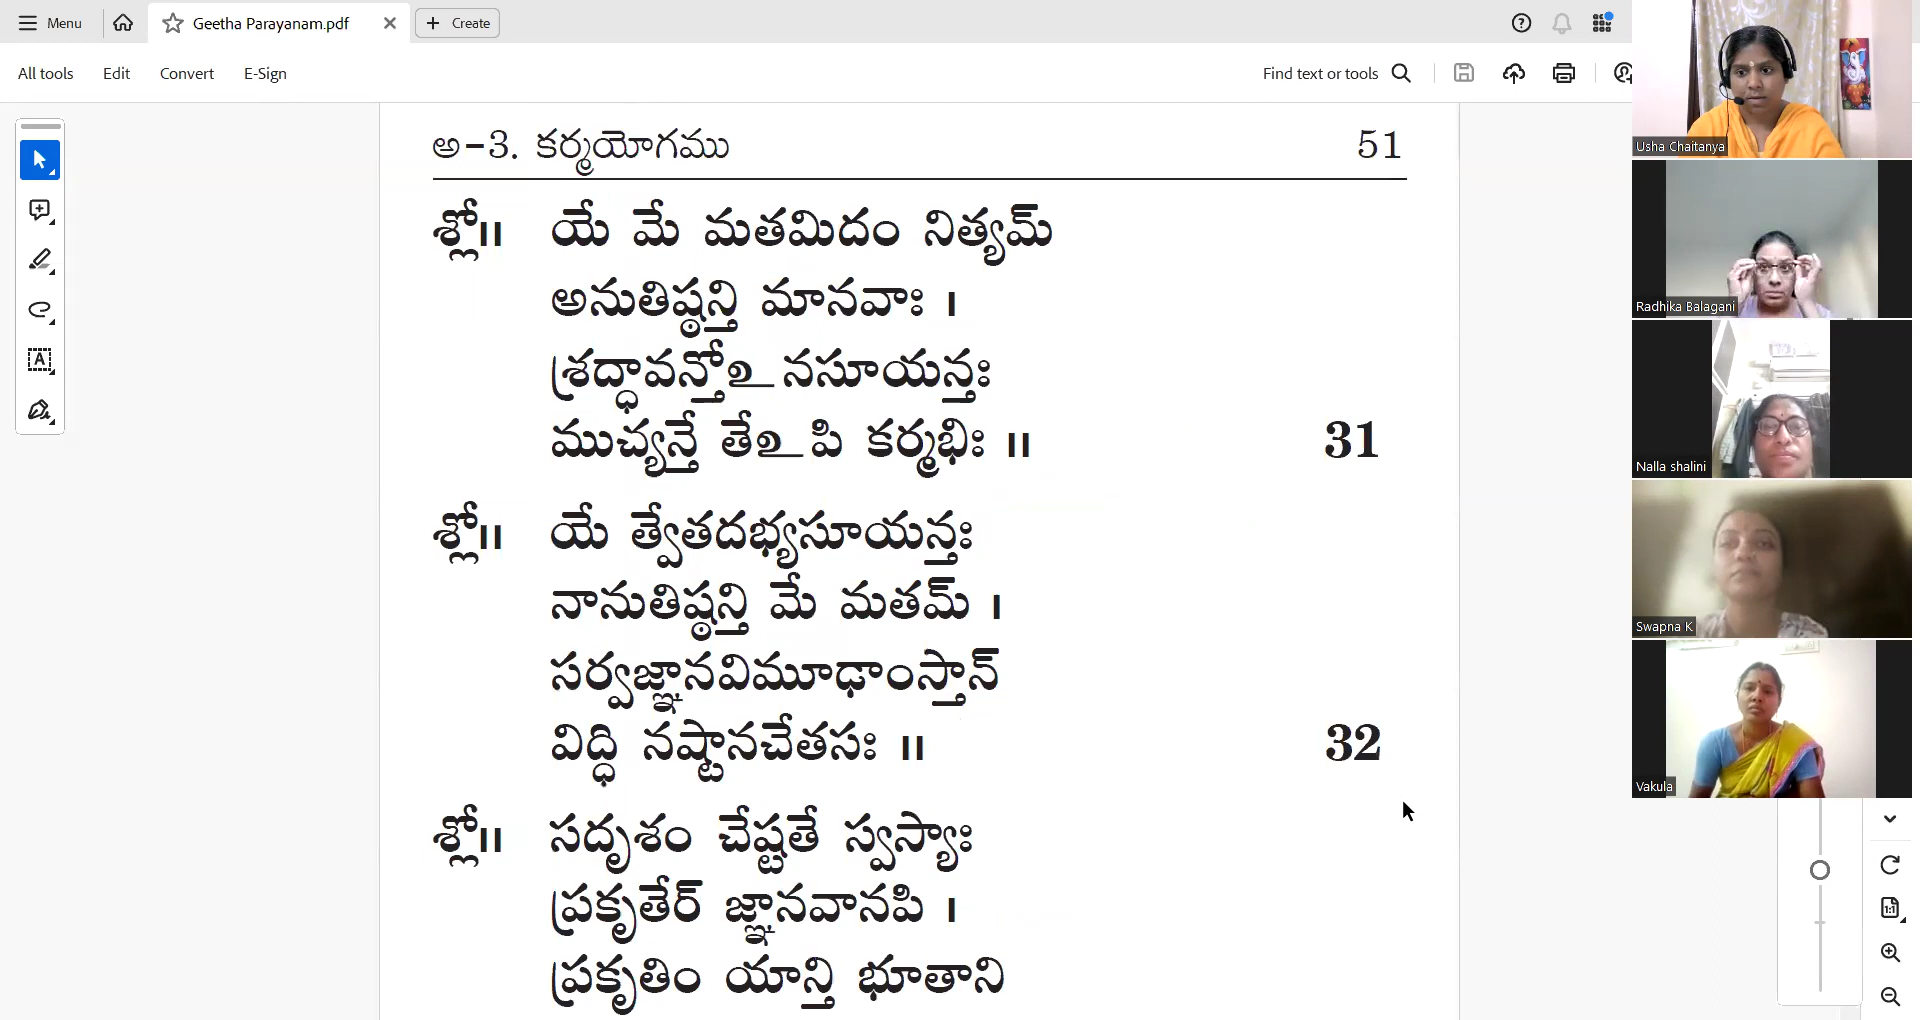 Menu
Geetha Parayanam.pdf
Create
All tools
Edit
Convert
E-Sign
Find text or tools
అ-3. కర్మయోగము 51
శ్లో॥ యే మే మతమిదం నిత్యమ్
అనుతిష్ఠన్తి మానవాః ।
శ్రద్ధావన్తోఽనసూయన్తః
ముచ్యన్తే తేఽపి కర్మభిః ॥ 31
శ్లో॥ యే త్వేతదభ్యసూయన్తః
నానుతిష్ఠన్తి మే మతమ్ ।
సర్వజ్ఞానవిమూఢాంస్తాన్
విద్ధి నష్టానచేతసః ॥ 32
శ్లో॥ సదృశం చేష్టతే స్వస్యాః
ప్రకృతేర్ జ్ఞానవానపి ।
ప్రకృతిం యాన్తి భూతాని
Usha Chaitanya
Radhika Balagani
Nalla shalini
Swapna K
Vakula